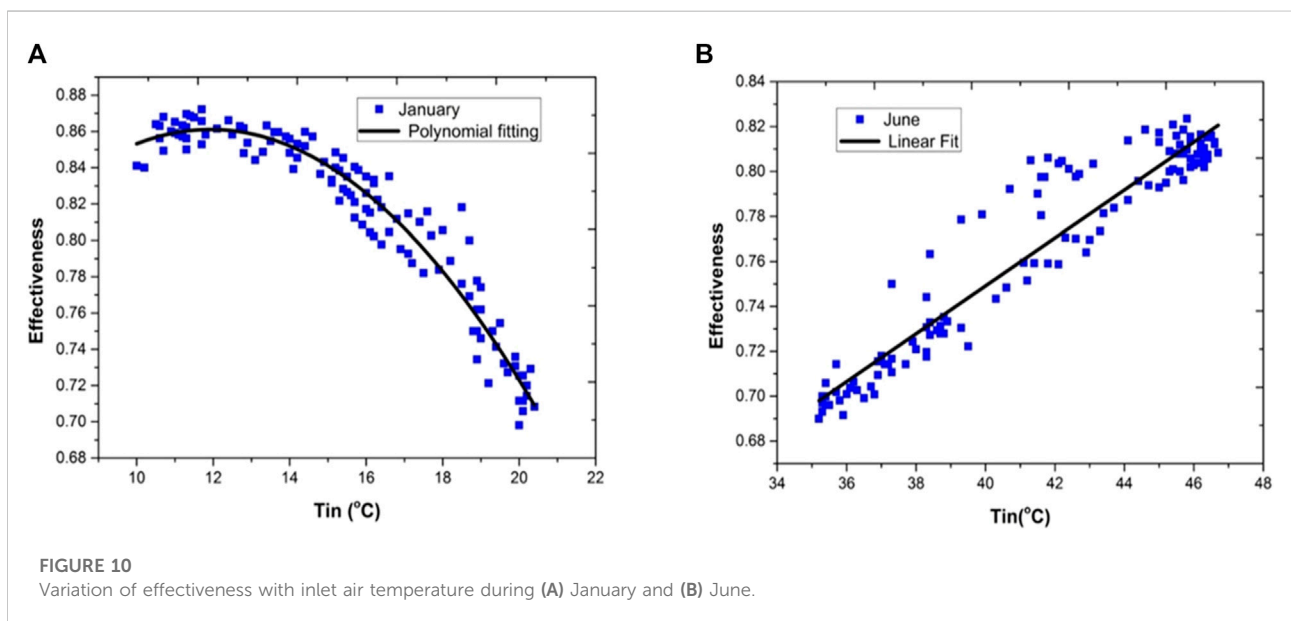 A
0.88
0.86
0.84
0.82
0.80
0.78
0.76
0.74
0.72
0.70
0.68
Effectiveness
January
Polynomial fitting
10
12
14
16
18
20
22
Tin (°C)
B
0.84
0.82
0.80
0.78
0.76
0.74
0.72
0.70
0.68
Effectiveness
June
Linear Fit
34
36
38
40
42
44
46
48
Tin(°C)
FIGURE 10
Variation of effectiveness with inlet air temperature during (A) January and (B) June.